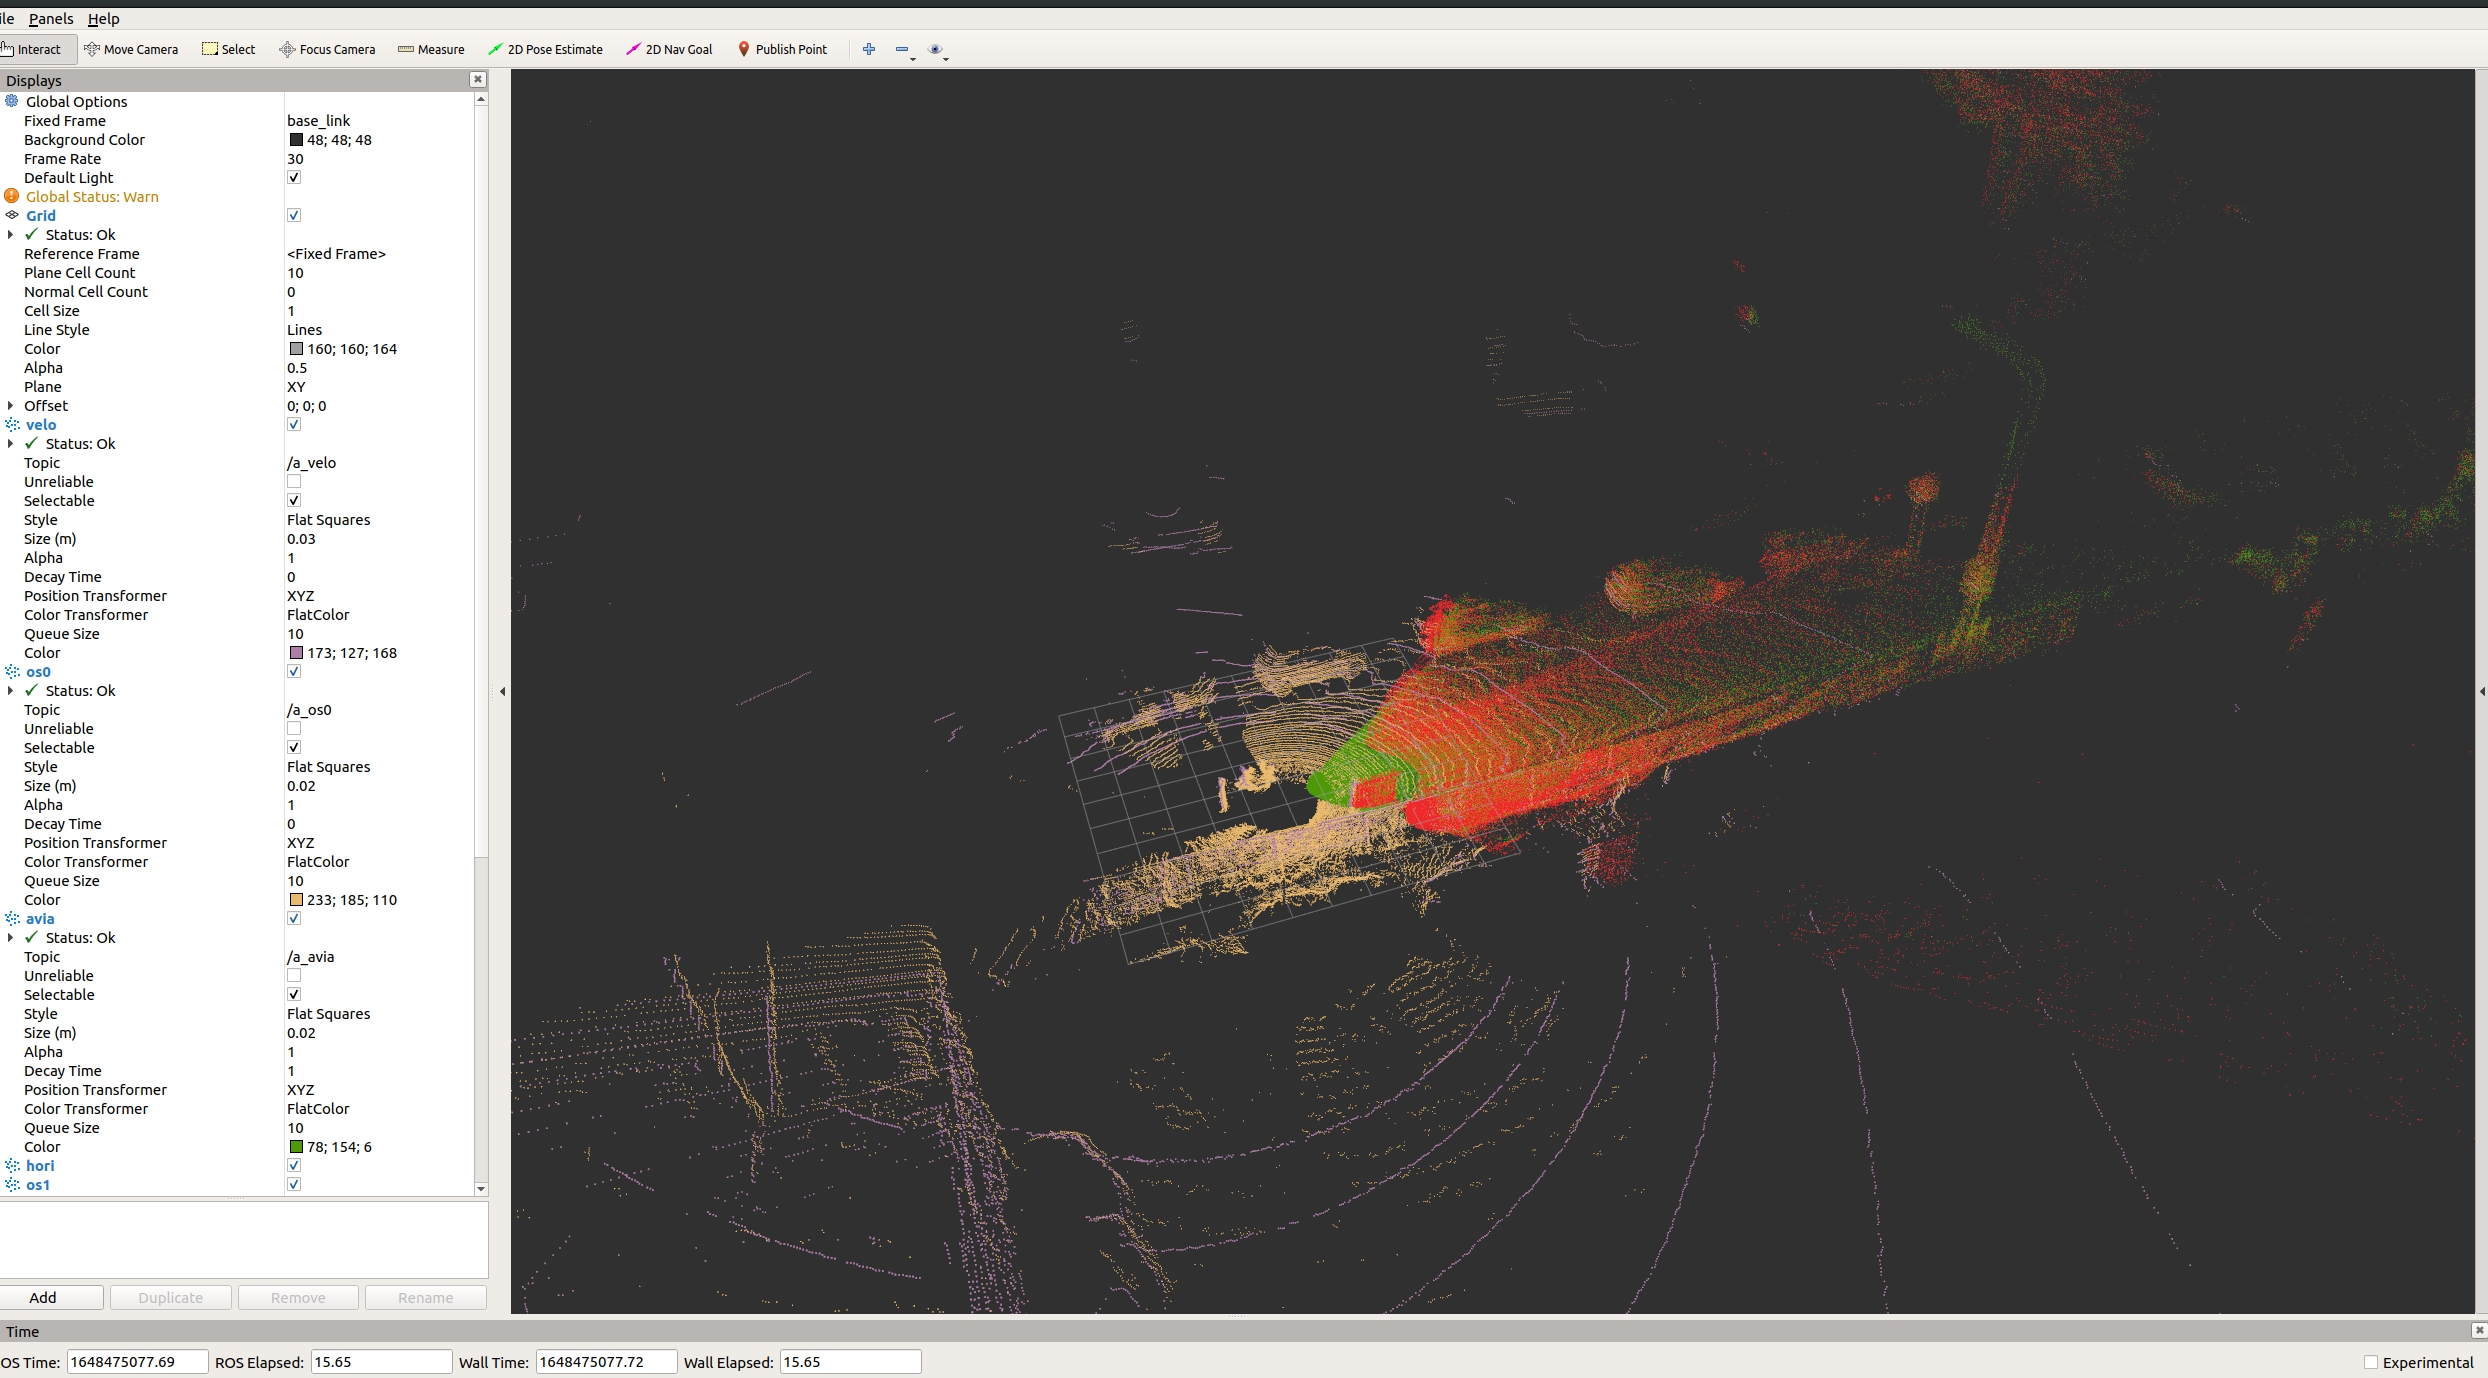 ile Panels Help
Interact Move Camera Select Focus Camera Measure 2D Pose Estimate 2D Nav Goal Publish Point
Displays
Global Options
Fixed Frame base_link
Background Color 48; 48; 48
Frame Rate 30
Default Light
Global Status: Warn
Grid
Status: Ok
Reference Frame <Fixed Frame>
Plane Cell Count 10
Normal Cell Count 0
Cell Size 1
Line Style Lines
Color 160; 160; 164
Alpha 0.5
Plane XY
Offset 0; 0; 0
velo
Status: Ok
Topic /a_velo
Unreliable
Selectable
Style Flat Squares
Size (m) 0.03
Alpha 1
Decay Time 0
Position Transformer XYZ
Color Transformer FlatColor
Queue Size 10
Color 173; 127; 168
os0
Status: Ok
Topic /a_os0
Unreliable
Selectable
Style Flat Squares
Size (m) 0.02
Alpha 1
Decay Time 0
Position Transformer XYZ
Color Transformer FlatColor
Queue Size 10
Color 233; 185; 110
avia
Status: Ok
Topic /a_avia
Unreliable
Selectable
Style Flat Squares
Size (m) 0.02
Alpha 1
Decay Time 1
Position Transformer XYZ
Color Transformer FlatColor
Queue Size 10
Color 78; 154; 6
hori
os1
Add Duplicate Remove Rename
Time
OS Time: 1648475077.69 ROS Elapsed: 15.65 Wall Time: 1648475077.72 Wall Elapsed: 15.65 Experimental